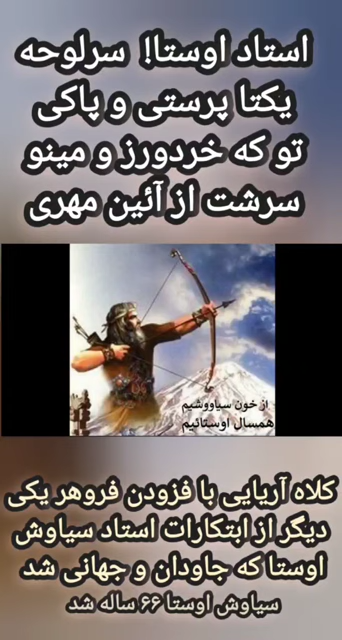 استاد اوستا! سرلوحه
یکتا پرستی و پاکی
تو که خردورز و مینو
سرشت از آئین مهری
از خون سیاووشیم
همسال اوستائیم
کلاه آریایی با فزودن فروهر یکی
دیگر از ابتکارات استاد سیاوش
اوستا که جاودان و جهانی شد
سیاوش اوستا ۶۶ ساله شد